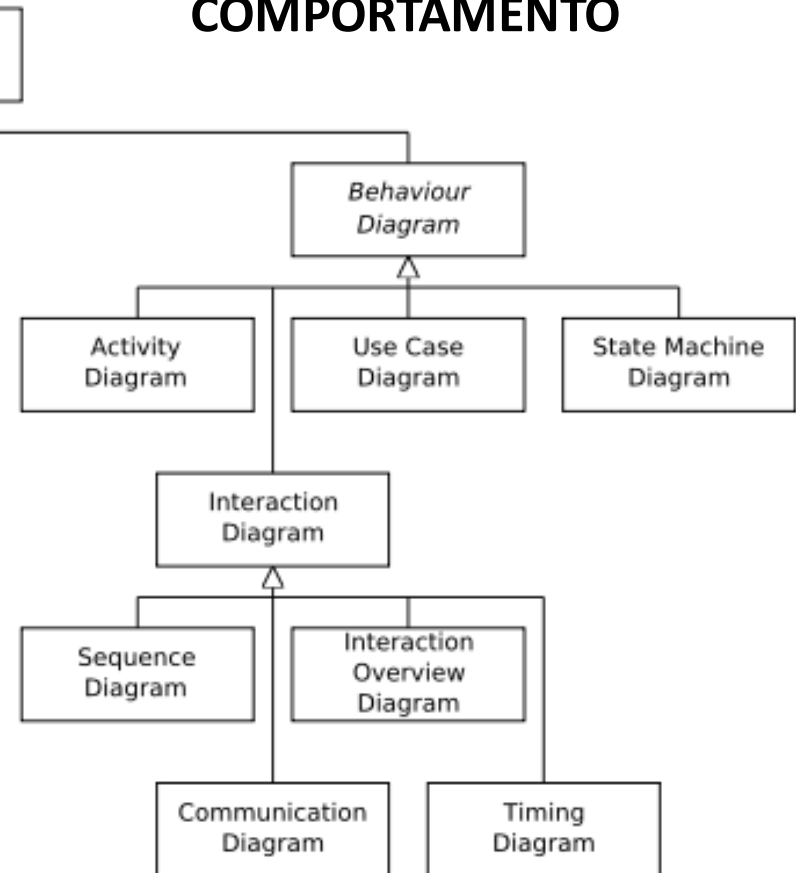 COMPORTAMENTO
Behaviour
Diagram
Activity
Diagram
Use Case
Diagram
State Machine
Diagram
Interaction
Diagram
Sequence
Diagram
Interaction
Overview
Diagram
Communication
Diagram
Timing
Diagram